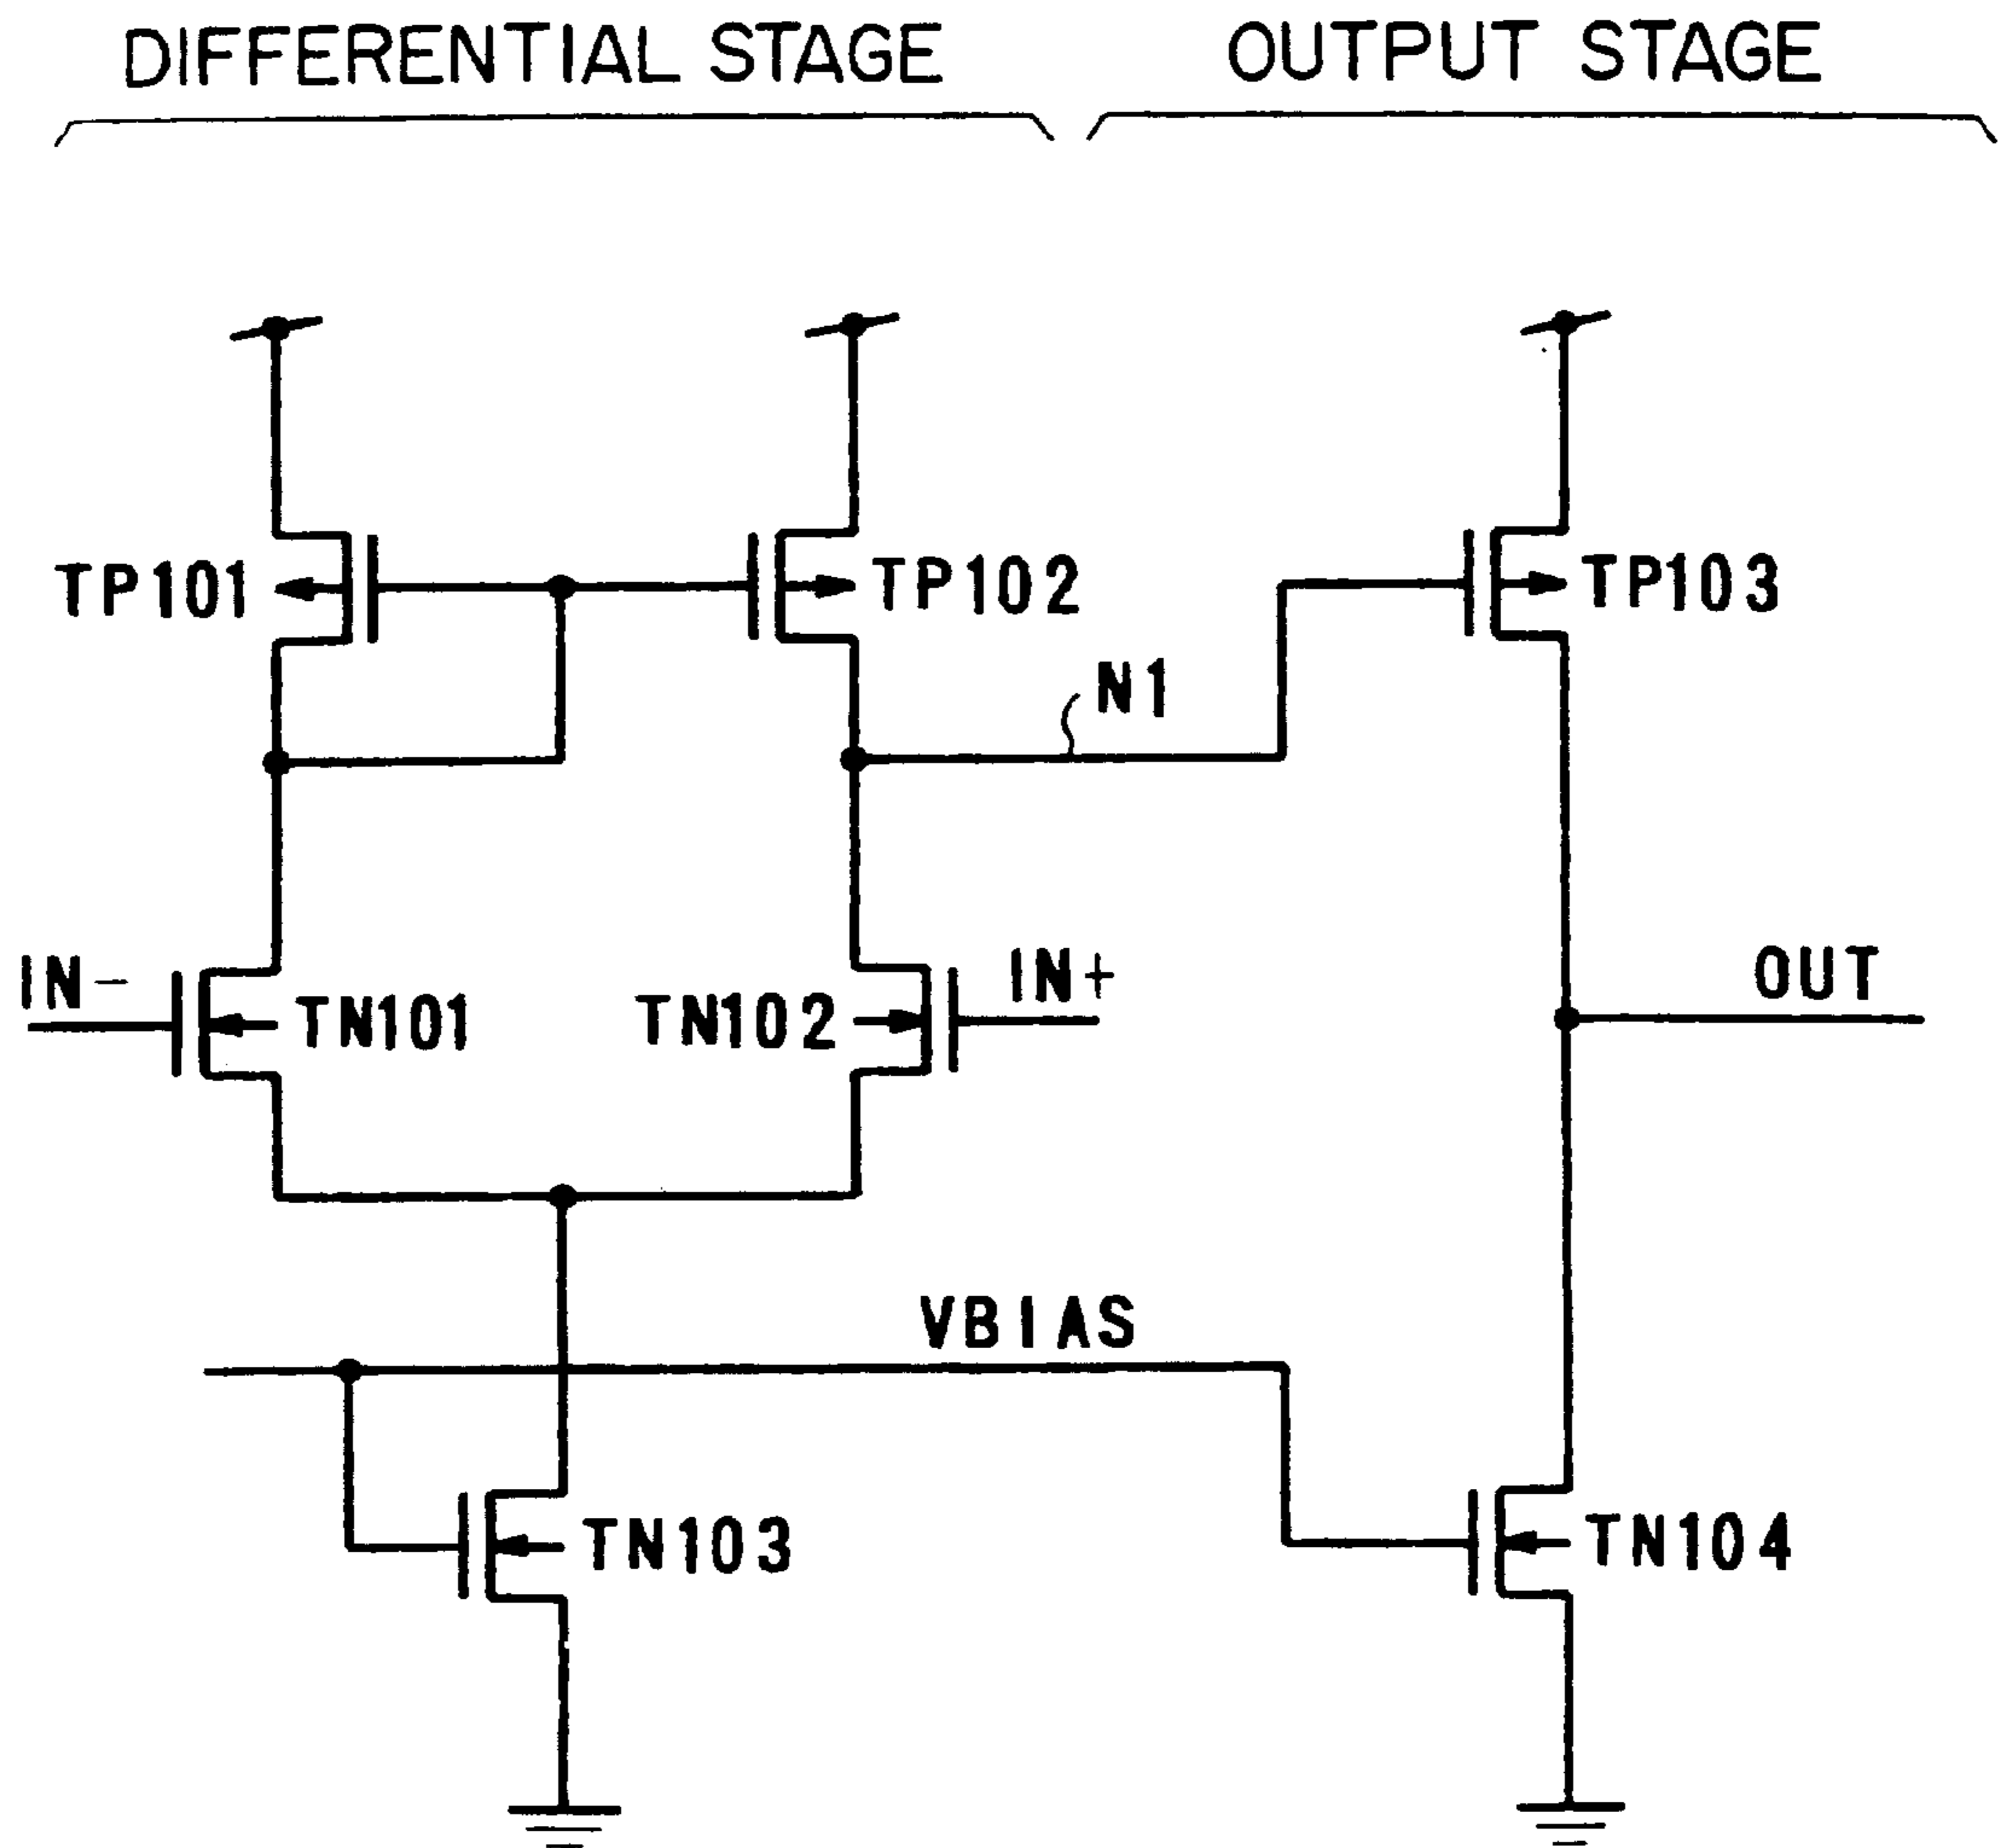 DIFFERENTIAL STAGE
OUTPUT STAGE
TP101
TP102
TP103
N1
IN-
TN101
TN102
IN+
OUT
VBIAS
TN103
TN104